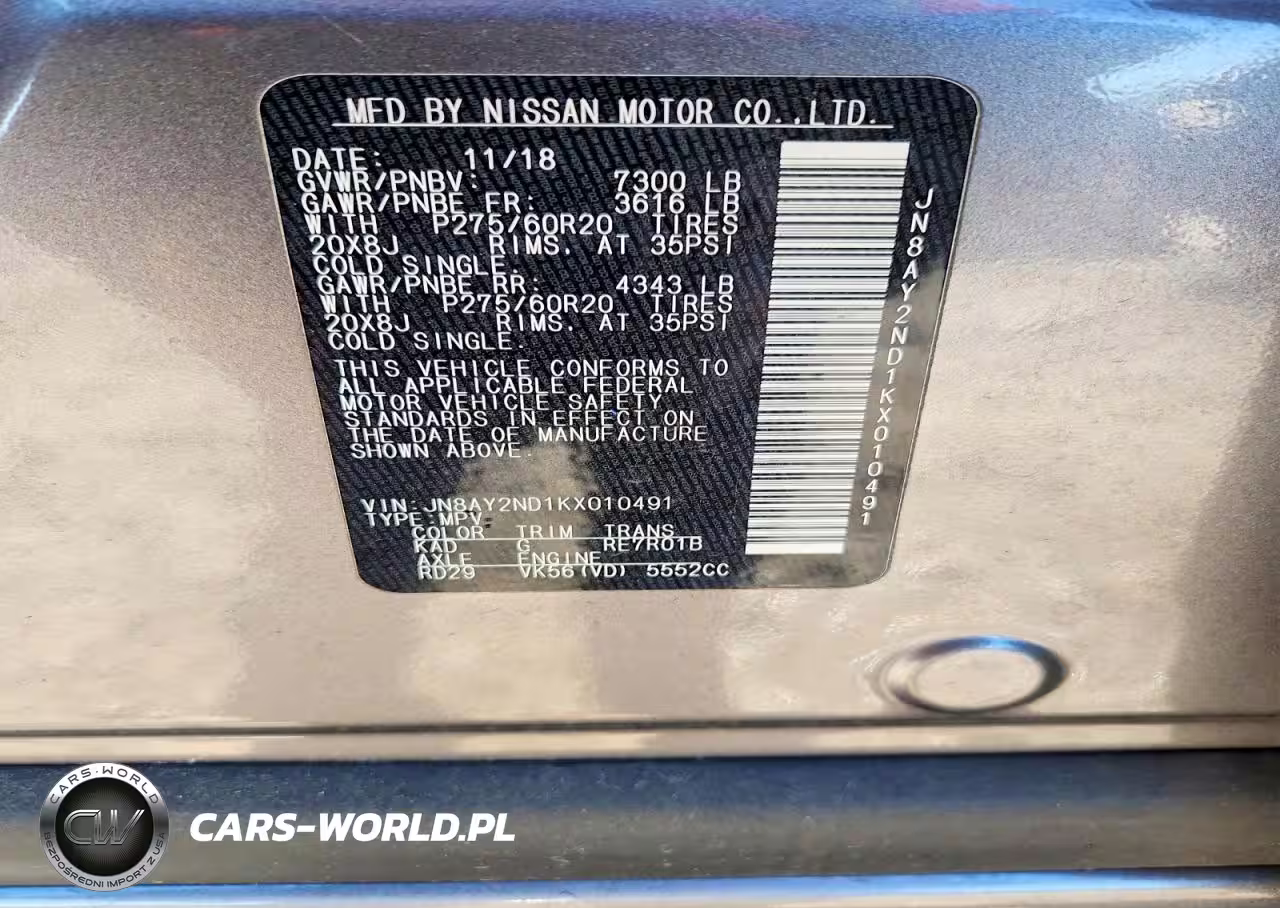 MFD BY NISSAN MOTOR CO.,LTD.
DATE: 11/18
GVWR/PNBV: 7300 LB
GAWR/PNBE FR: 3616 LB
WITH P275/60R20 TIRES
20X8J RIMS. AT 35PSI
COLD SINGLE.
GAWR/PNBE RR: 4343 LB
WITH P275/60R20 TIRES
20X8J RIMS. AT 35PSI
COLD SINGLE.
THIS VEHICLE CONFORMS TO
ALL APPLICABLE FEDERAL
MOTOR VEHICLE SAFETY
STANDARDS IN EFFECT ON
THE DATE OF MANUFACTURE
SHOWN ABOVE.
VIN:JN8AY2ND1KX010491
TYPE:MPV
COLOR TRIM TRANS
KAD G RE7R01B
AXLE ENGINE
RD29 VK56(VD) 5552CC
JN8AY2ND1KX010491
CARS·WORLD
CW
BEZPOŚREDNI IMPORT Z USA
CARS-WORLD.PL